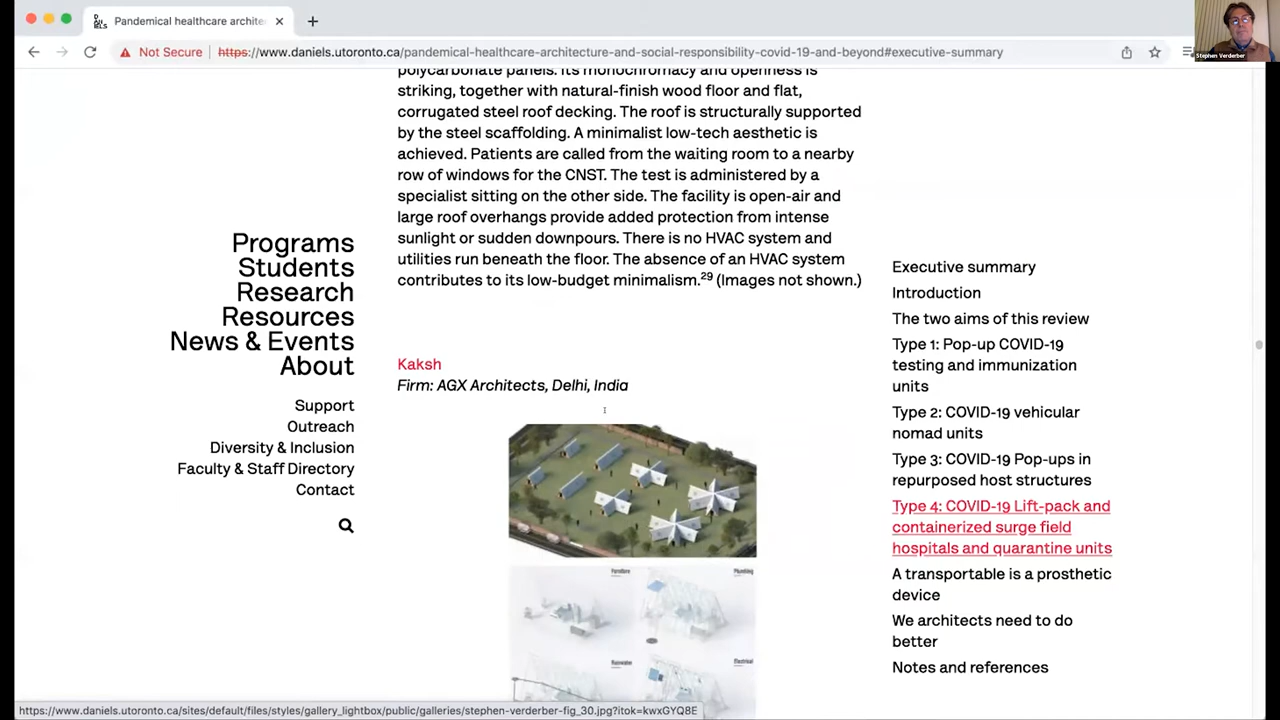 Pandemical healthcare archite
Not Secure
https://www.daniels.utoronto.ca/pandemical-healthcare-architecture-and-social-responsibility-covid-19-and-beyond#executive-summary
Stephen Verderber
polycarbonate panels. Its monochromacy and openness is
striking, together with natural-finish wood floor and flat,
corrugated steel roof decking. The roof is structurally supported
by the steel scaffolding. A minimalist low-tech aesthetic is
achieved. Patients are called from the waiting room to a nearby
row of windows for the CNST. The test is administered by a
specialist sitting on the other side. The facility is open-air and
large roof overhangs provide added protection from intense
sunlight or sudden downpours. There is no HVAC system and
utilities run beneath the floor. The absence of an HVAC system
contributes to its low-budget minimalism.29 (Images not shown.)
Kaksh
Firm: AGX Architects, Delhi, India
Furniture
Plumbing
Rainwater
Electrical
Programs
Students
Research
Resources
News & Events
About
Support
Outreach
Diversity & Inclusion
Faculty & Staff Directory
Contact
Executive summary
Introduction
The two aims of this review
Type 1: Pop-up COVID-19
testing and immunization
units
Type 2: COVID-19 vehicular
nomad units
Type 3: COVID-19 Pop-ups in
repurposed host structures
Type 4: COVID-19 Lift-pack and
containerized surge field
hospitals and quarantine units
A transportable is a prosthetic
device
We architects need to do
better
Notes and references
https://www.daniels.utoronto.ca/sites/default/files/styles/gallery_lightbox/public/galleries/stephen-verderber-fig_30.jpg?itok=kwxGYQ8E